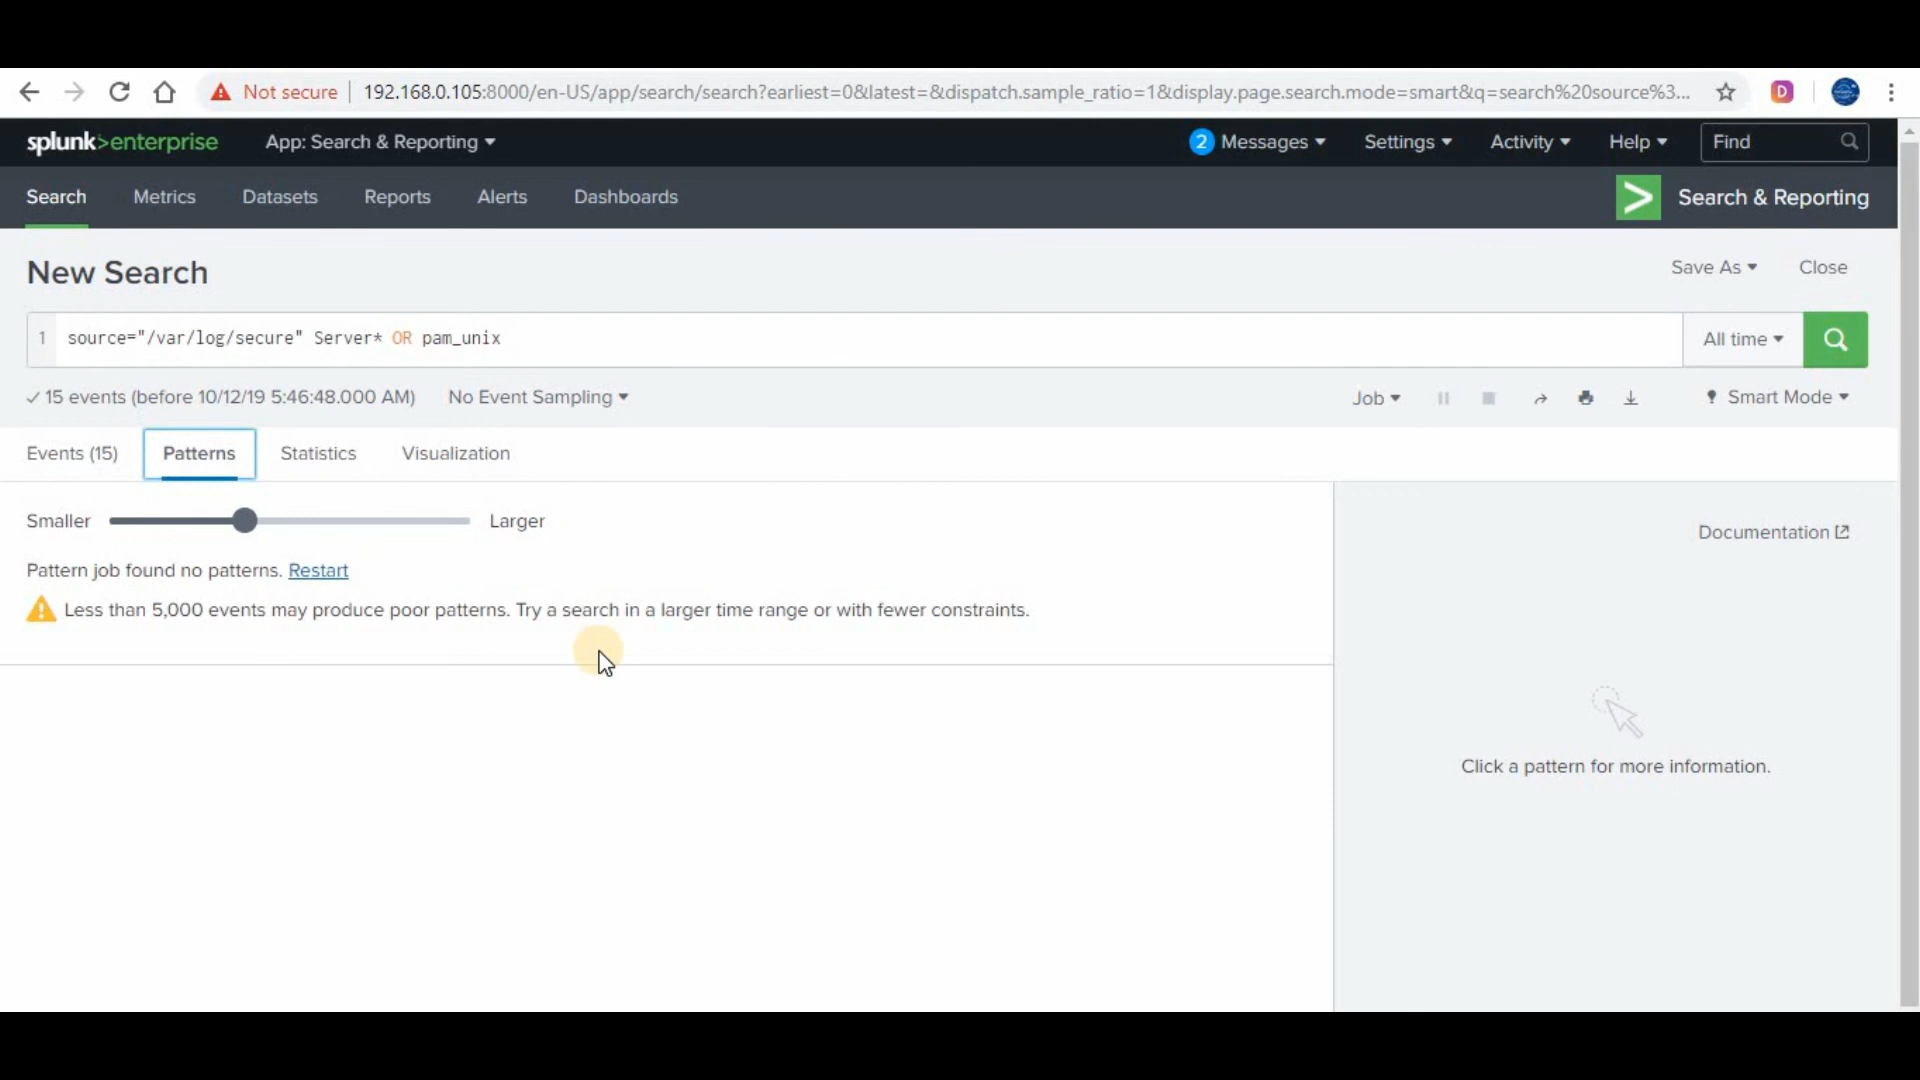 Not secure 192.168.0.105:8000/en-US/app/search/search?earliest=0&latest=&dispatch.sample_ratio=1&display.page.search.mode=smart&q=search%20source%3...
D
splunk>enterprise App: Search & Reporting 2 Messages Settings Activity Help Find
Search Metrics Datasets Reports Alerts Dashboards > Search & Reporting
New Search Save As Close
1 source="/var/log/secure" Server* OR pam_unix All time
✓ 15 events (before 10/12/19 5:46:48.000 AM) No Event Sampling Job Smart Mode
Events (15) Patterns Statistics Visualization
Smaller Larger
Documentation
Pattern job found no patterns. Restart
Less than 5,000 events may produce poor patterns. Try a search in a larger time range or with fewer constraints.
Click a pattern for more information.